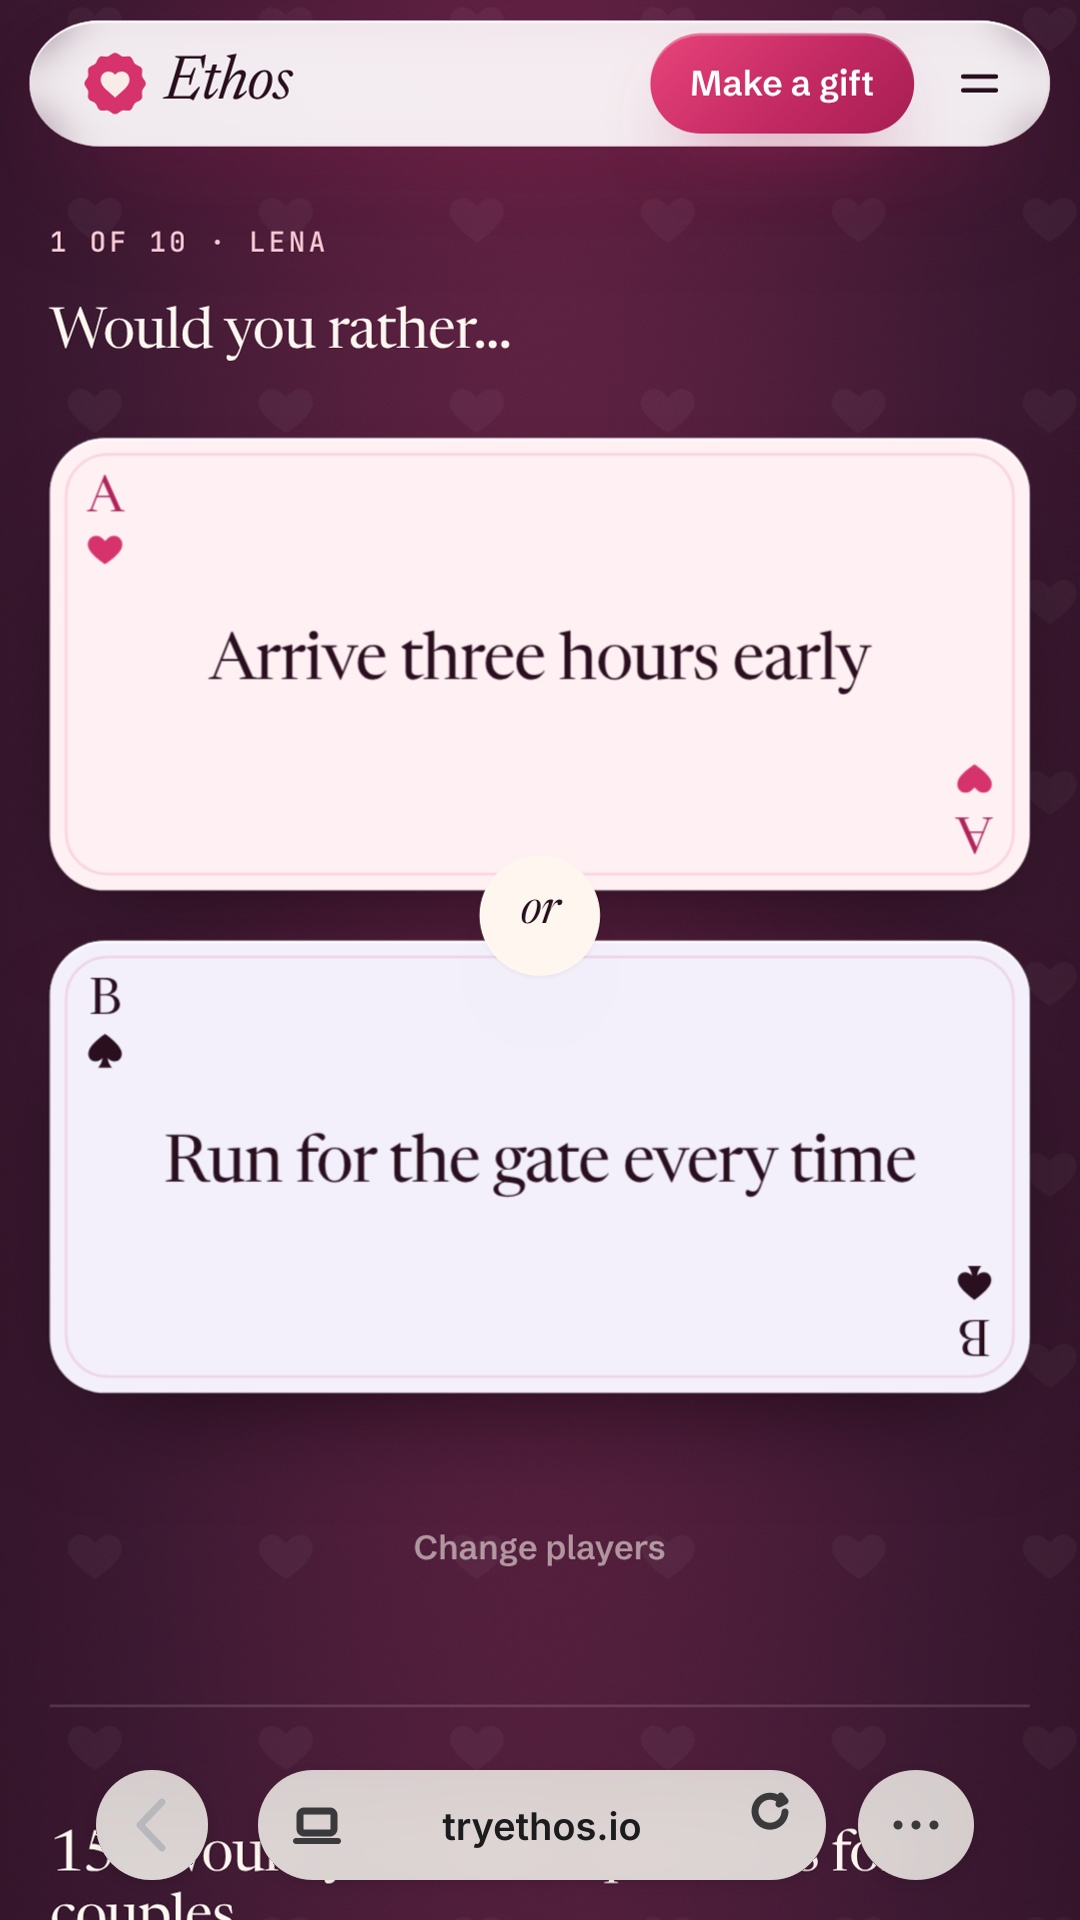 Ethos
Make a gift
1 OF 10 · LENA
Would you rather...
A
Arrive three hours early
A
or
B
Run for the gate every time
B
Change players
tryethos.io
couples